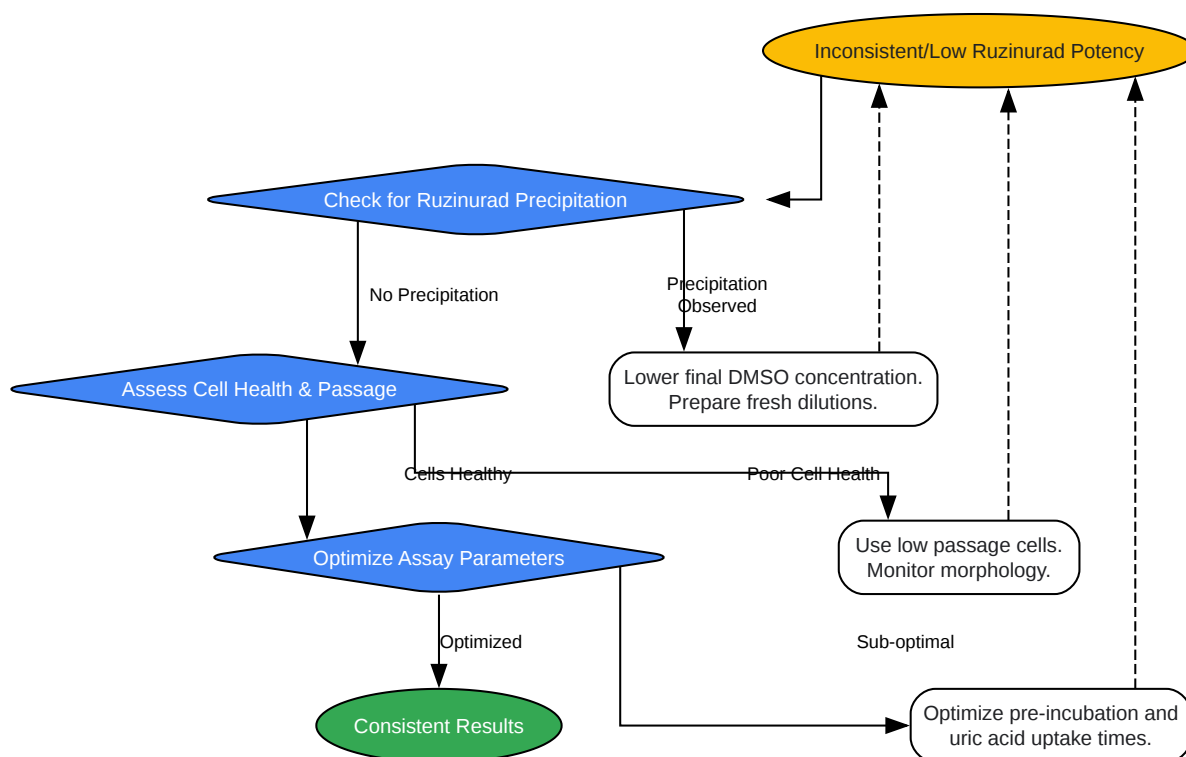 Inconsistent/Low Ruzinurad Potency
Check for Ruzinurad Precipitation
No Precipitation
Precipitation
Observed
Assess Cell Health & Passage
Lower final DMSO concentration.
Prepare fresh dilutions.
Cells Healthy
Poor Cell Health
Optimize Assay Parameters
Use low passage cells.
Monitor morphology.
Optimized
Sub-optimal
Consistent Results
Optimize pre-incubation and
uric acid uptake times.